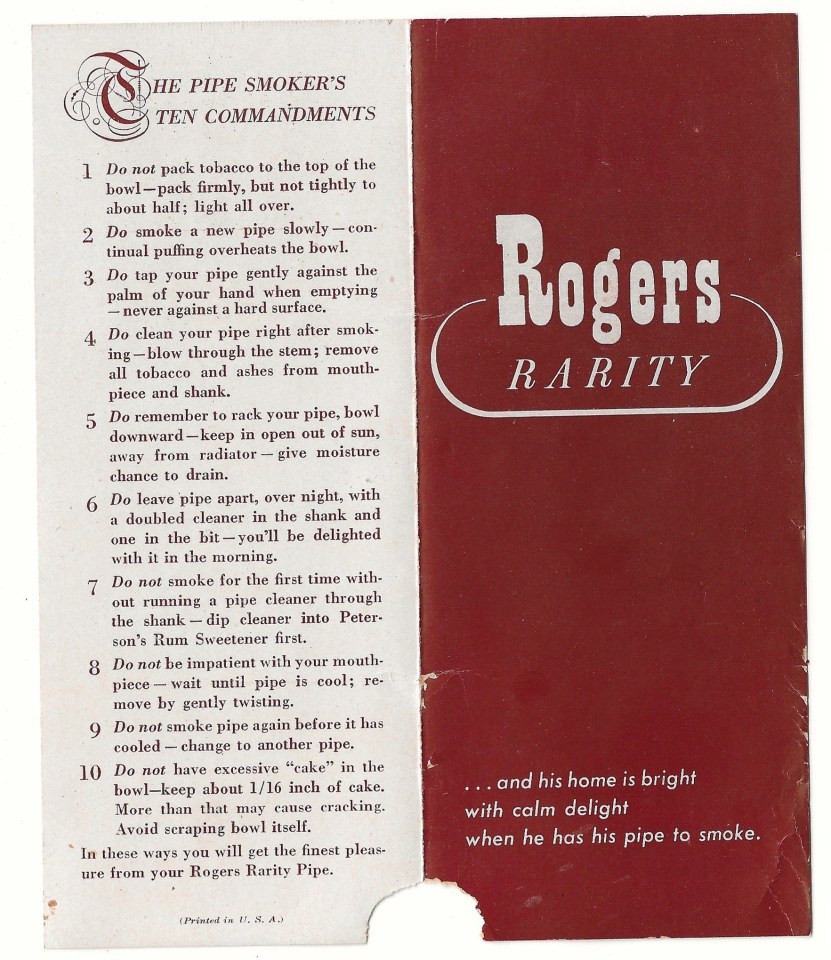 THE PIPE SMOKER'S
TEN COMMANDMENTS
1 Do not pack tobacco to the top of the
bowl—pack firmly, but not tightly to
about half; light all over.
2 Do smoke a new pipe slowly—con-
tinual puffing overheats the bowl.
3 Do tap your pipe gently against the
palm of your hand when emptying
—never against a hard surface.
4 Do clean your pipe right after smok-
ing—blow through the stem; remove
all tobacco and ashes from mouth-
piece and shank.
5 Do remember to rack your pipe, bowl
downward—keep in open out of sun,
away from radiator—give moisture
chance to drain.
6 Do leave pipe apart, over night, with
a doubled cleaner in the shank and
one in the bit—you'll be delighted
with it in the morning.
7 Do not smoke for the first time with-
out running a pipe cleaner through
the shank—dip cleaner into Peter-
son's Rum Sweetener first.
8 Do not be impatient with your mouth-
piece—wait until pipe is cool; re-
move by gently twisting.
9 Do not smoke pipe again before it has
cooled—change to another pipe.
10 Do not have excessive "cake" in the
bowl—keep about 1/16 inch of cake.
More than that may cause cracking.
Avoid scraping bowl itself.
In these ways you will get the finest pleas-
ure from your Rogers Rarity Pipe.
(Printed in U. S. A.)
Rogers
RARITY
...and his home is bright
with calm delight
when he has his pipe to smoke.